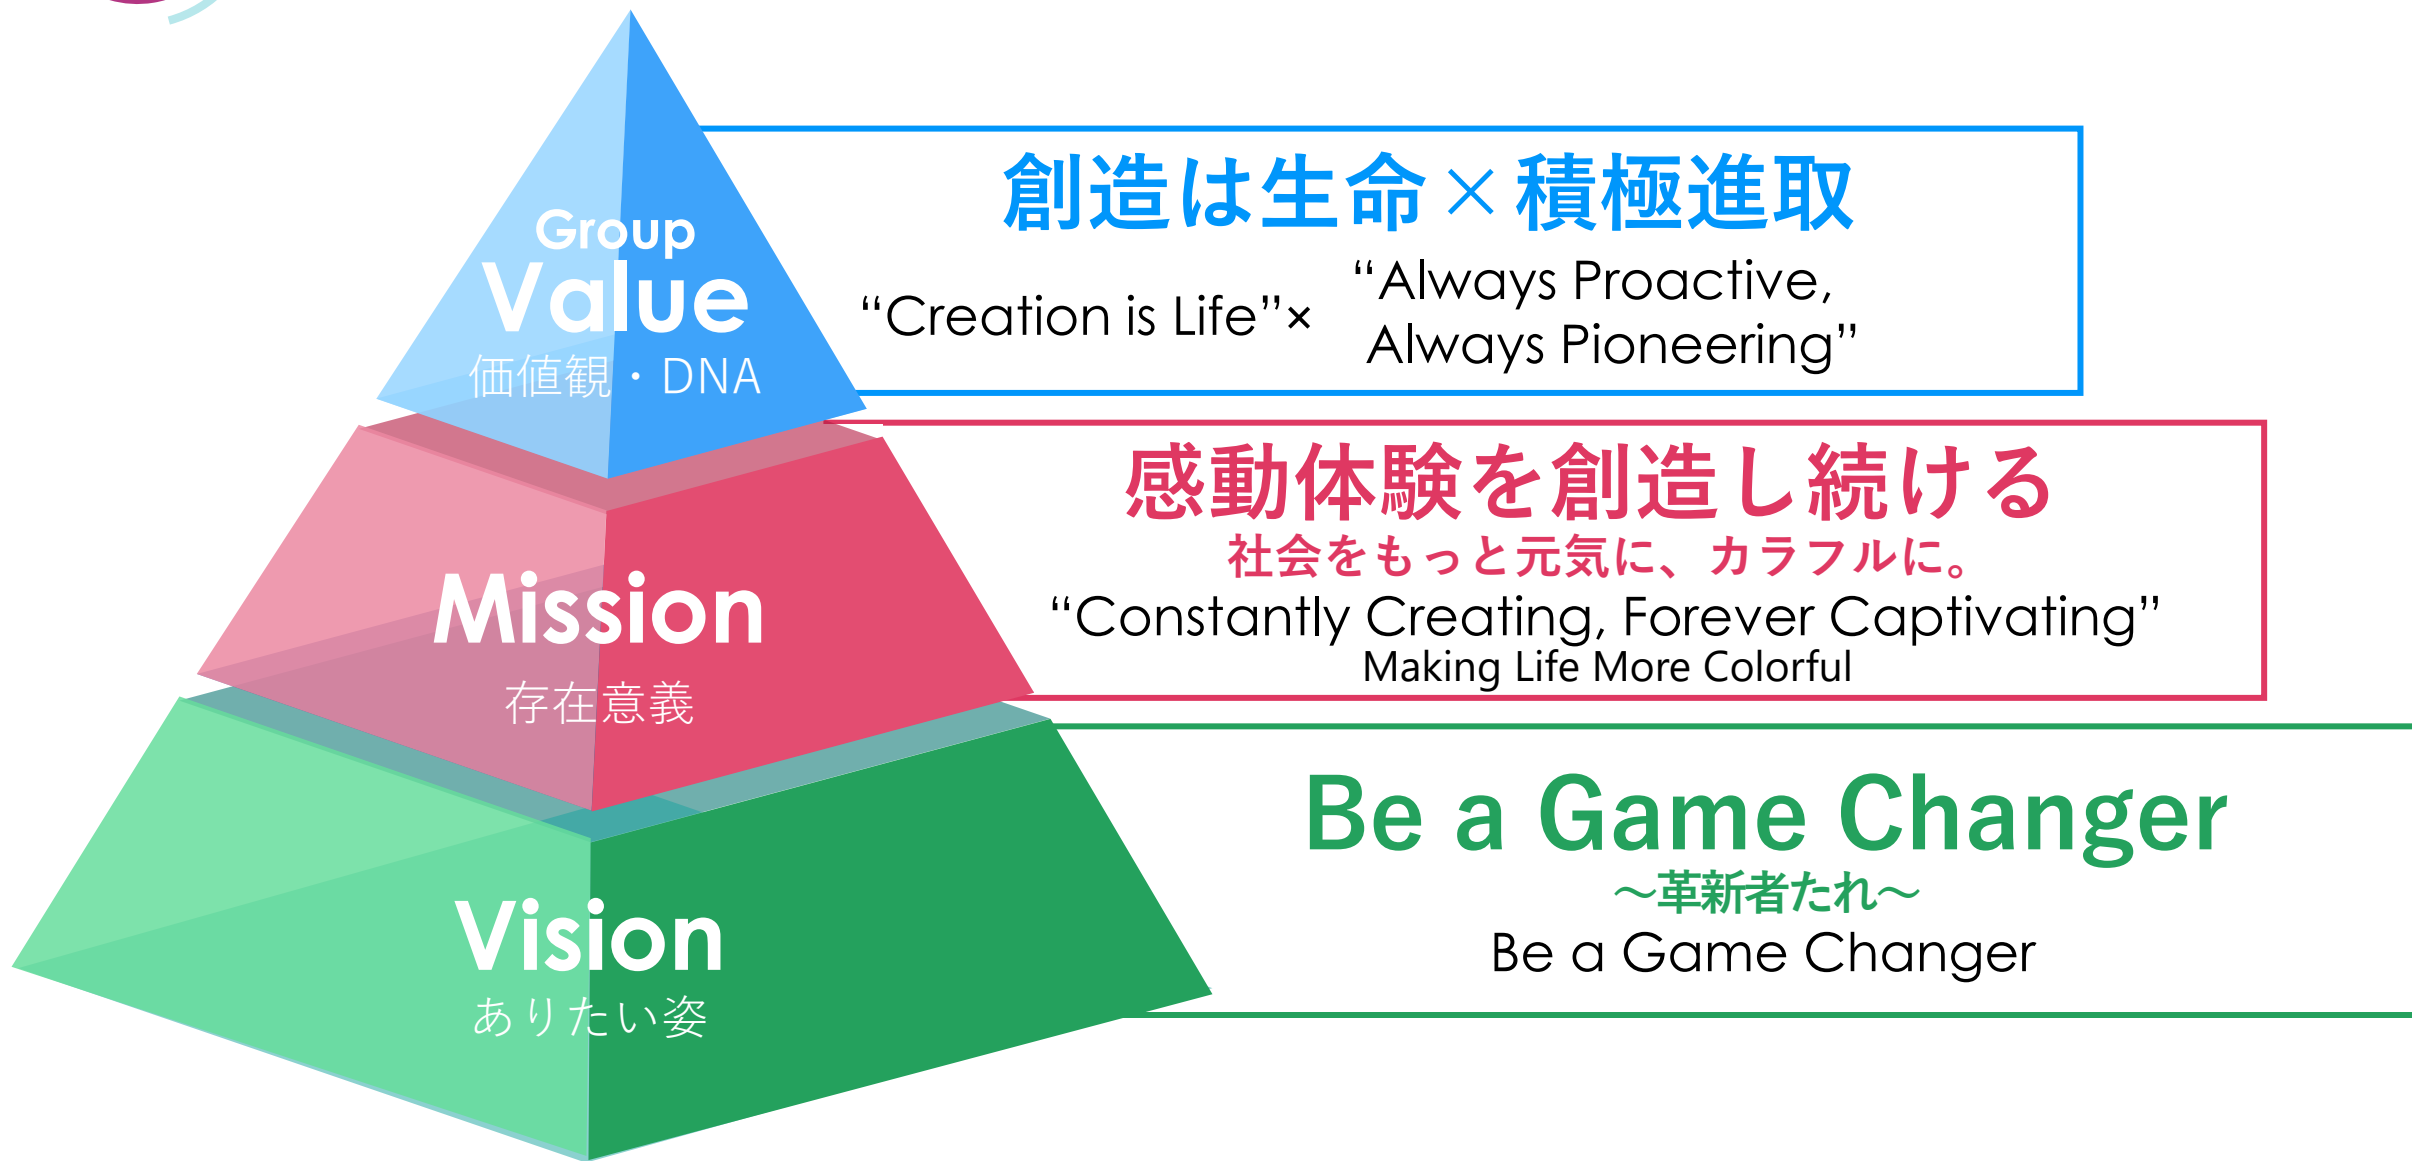 Group
Value
価値観・DNA
創造は生命×積極進取
“Creation is Life”×
“Always Proactive,
Always Pioneering”
Mission
存在意義
感動体験を創造し続ける
社会をもっと元気に、カラフルに。
“Constantly Creating, Forever Captivating”
Making Life More Colorful
Vision
ありたい姿
Be a Game Changer
～革新者たれ～
Be a Game Changer